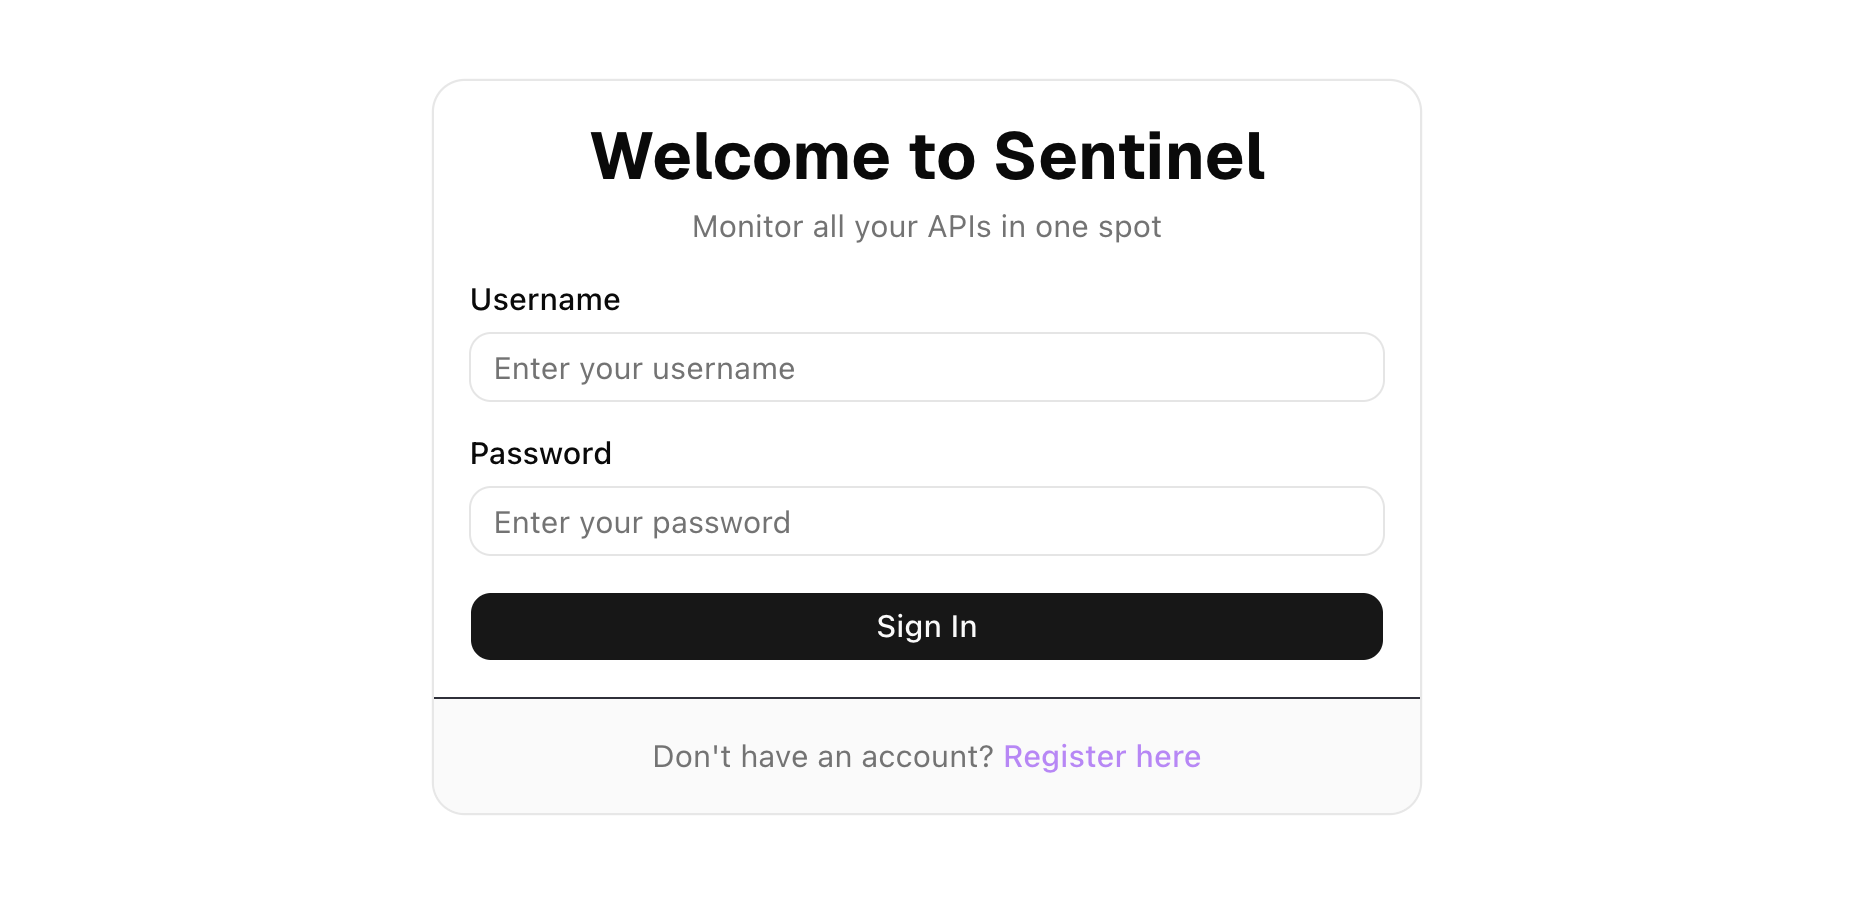 Welcome to Sentinel
Monitor all your APIs in one spot
Username
Enter your username
Password
Enter your password
Sign In
Don't have an account? Register here